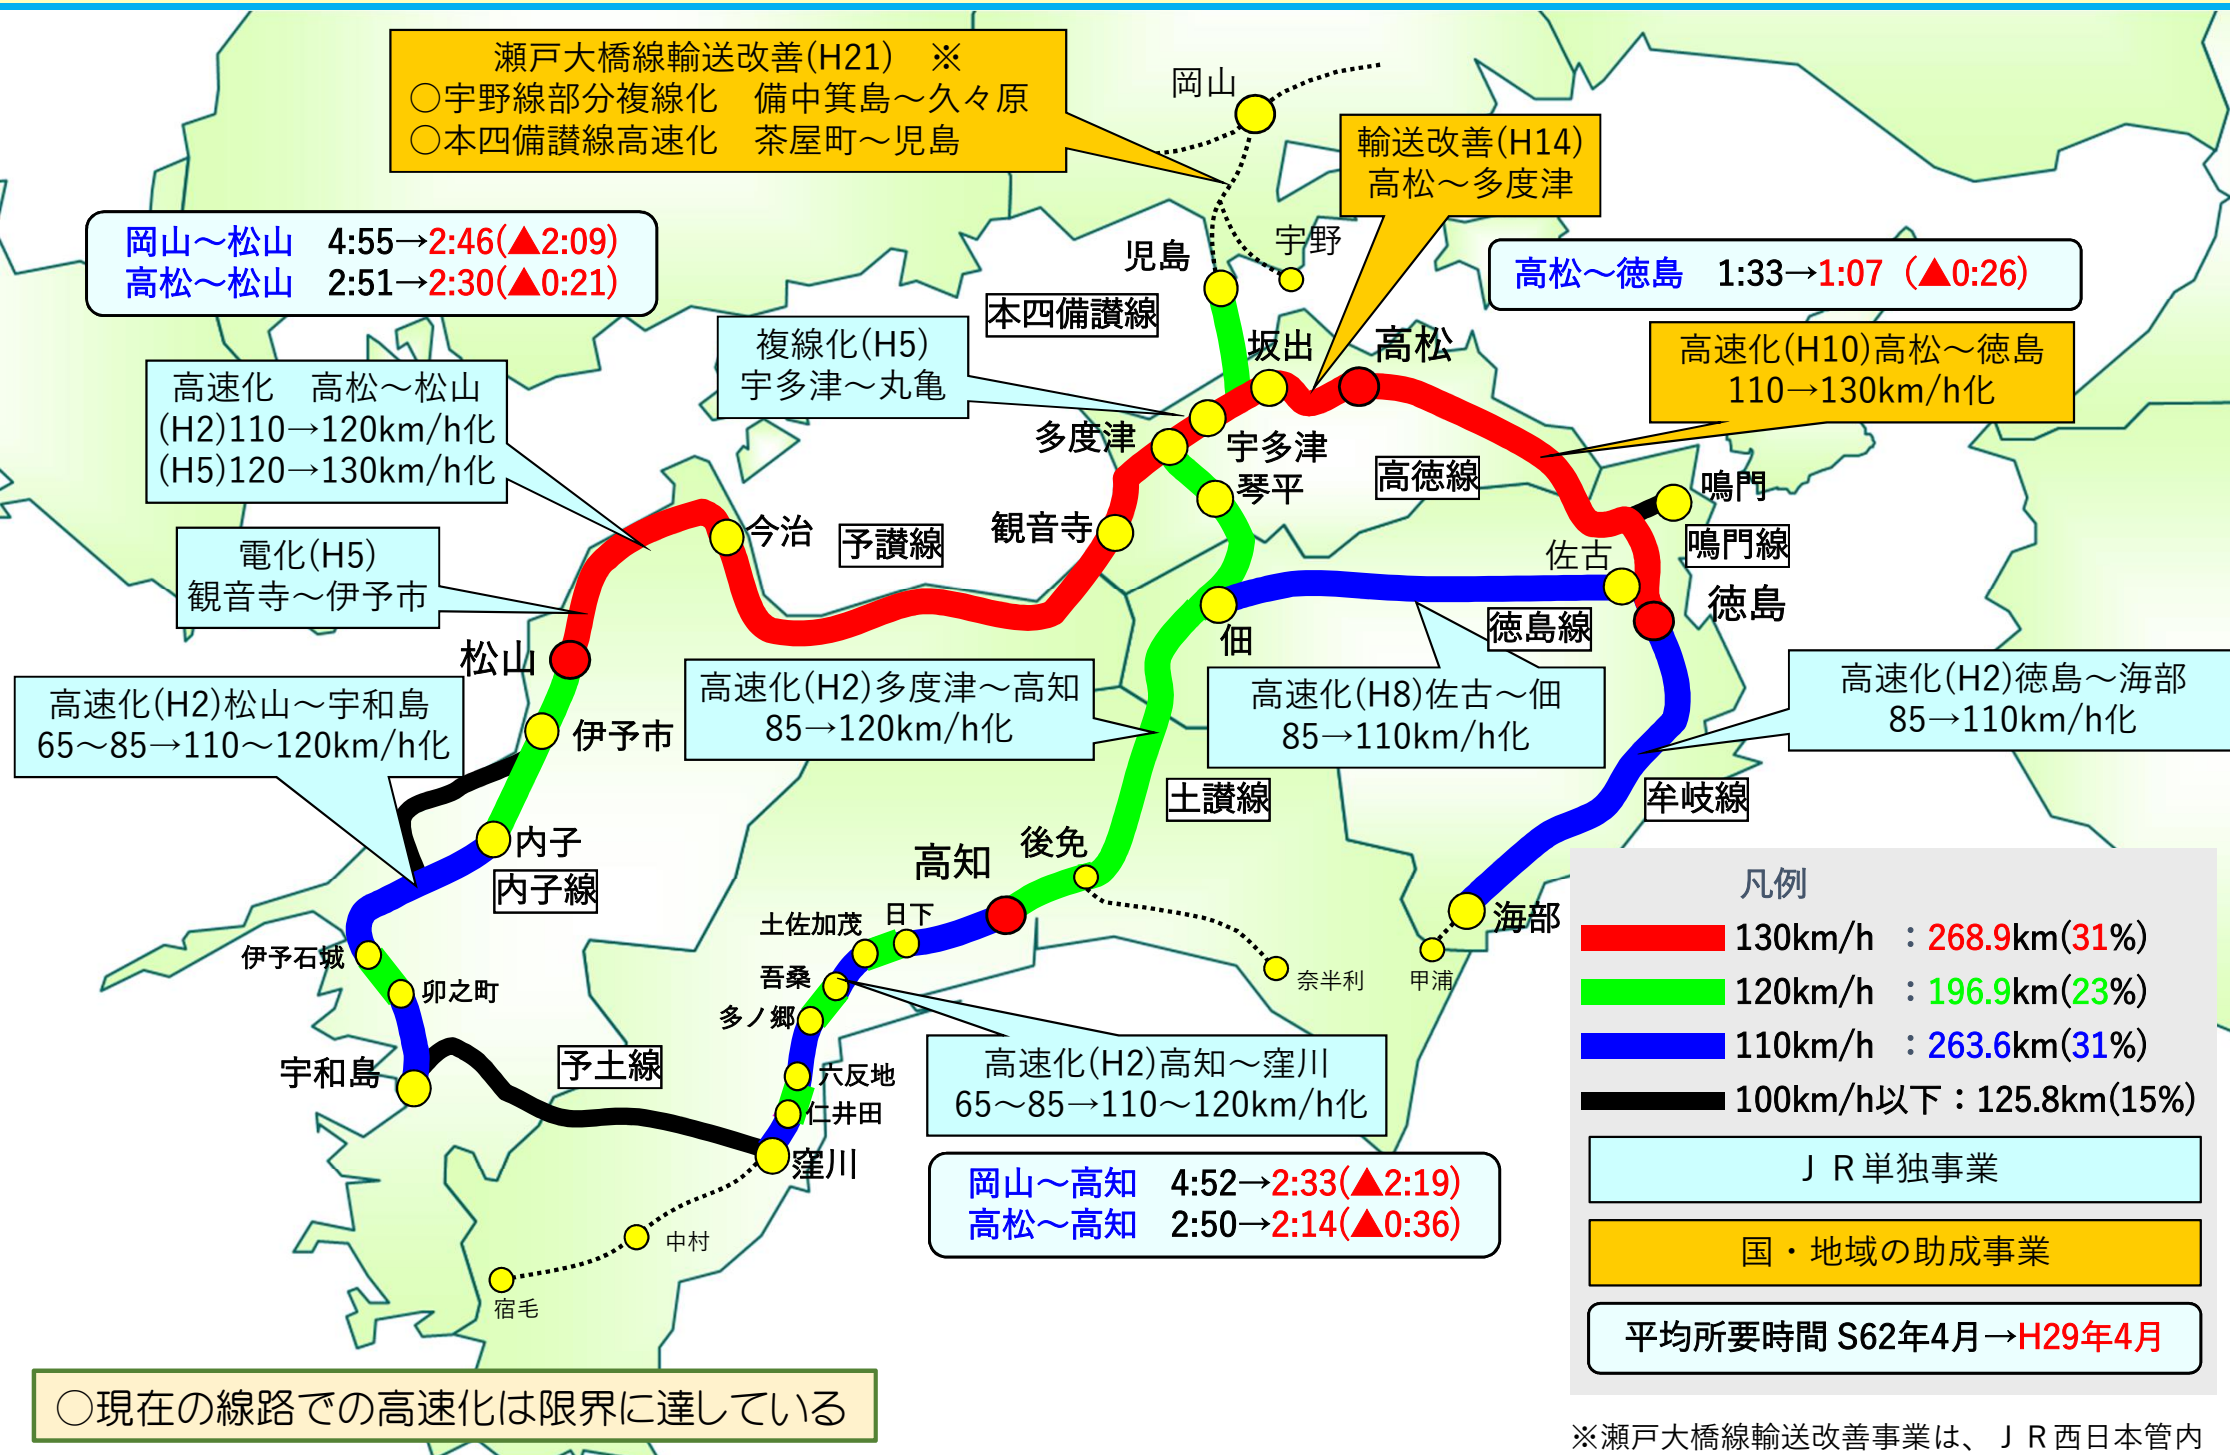 瀬戸大橋線輸送改善(H21)　※
○宇野線部分複線化　備中箕島～久々原
○本四備讃線高速化　茶屋町～児島
岡山
輸送改善(H14)
高松～多度津
岡山～松山　4:55→2:46(▲2:09)
高松～松山　2:51→2:30(▲0:21)
児島
宇野
高松～徳島　1:33→1:07（▲0:26）
本四備讃線
複線化(H5)
宇多津～丸亀
坂出
高松
高速化(H10)高松～徳島
110→130km/h化
高速化　高松～松山
(H2)110→120km/h化
(H5)120→130km/h化
多度津
宇多津
琴平
高徳線
鳴門
今治
予讃線
観音寺
鳴門線
佐古
電化(H5)
観音寺～伊予市
徳島
徳島線
佃
松山
高速化(H2)松山～宇和島
65～85→110～120km/h化
伊予市
高速化(H2)多度津～高知
85→120km/h化
高速化(H8)佐古～佃
85→110km/h化
高速化(H2)徳島～海部
85→110km/h化
土讃線
牟岐線
内子
内子線
高知
後免
土佐加茂
日下
海部
伊予石城
吾桑
奈半利
甲浦
卯之町
多ノ郷
宇和島
予土線
六反地
仁井田
高速化(H2)高知～窪川
65～85→110～120km/h化
窪川
岡山～高知　4:52→2:33(▲2:19)
高松～高知　2:50→2:14(▲0:36)
中村
宿毛
凡例
130km/h　：268.9km(31%)
120km/h　：196.9km(23%)
110km/h　：263.6km(31%)
100km/h以下：125.8km(15%)
ＪＲ単独事業
国・地域の助成事業
平均所要時間 S62年4月→H29年4月
○現在の線路での高速化は限界に達している
※瀬戸大橋線輸送改善事業は、ＪＲ西日本管内